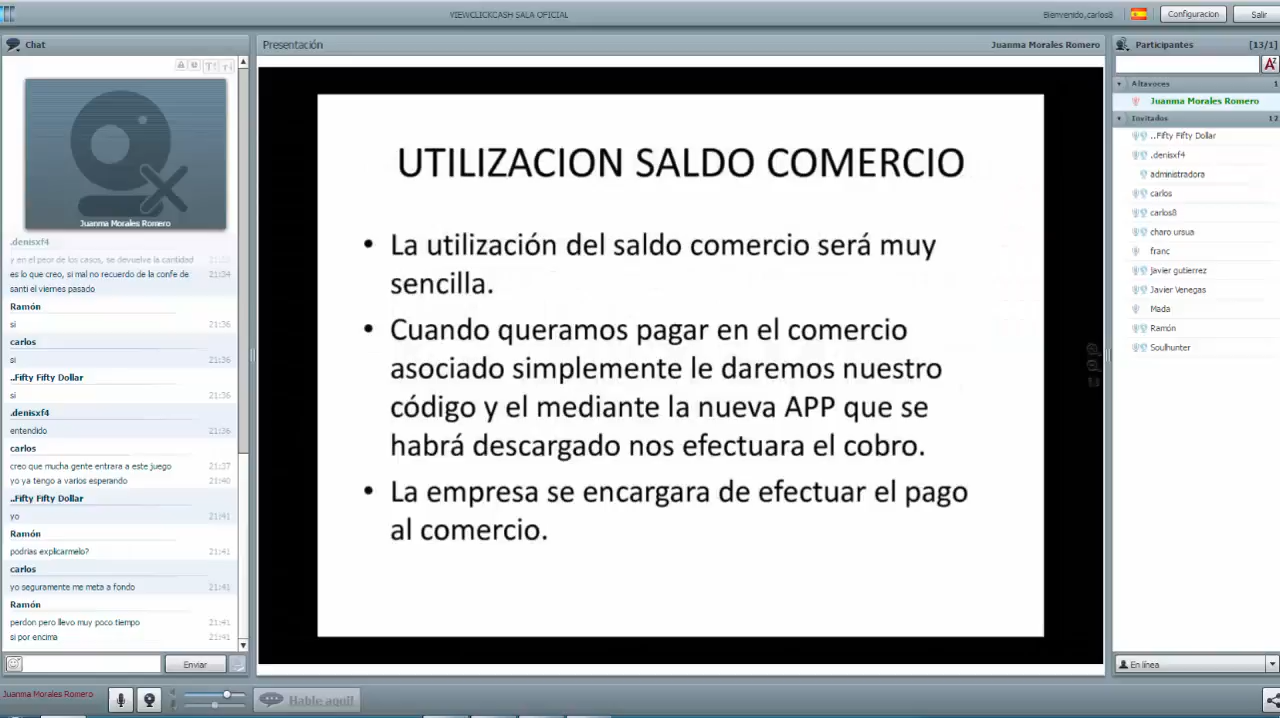 VIEWCLICKCASH SALA OFICIAL
Bienvenido,carlos8
Configuracion
Salir
Chat
Juanma Morales Romero
.denisxf4
y en el peor de los casos, se devuelve la cantidad
es lo que creo, si mal no recuerdo de la confe de 21:34
santi el viernes pasado
Ramón
si 21:36
carlos
si 21:36
..Fifty Fifty Dollar
si 21:36
.denisxf4
entendido 21:36
carlos
creo que mucha gente entrara a este juego 21:37
yo ya tengo a varios esperando 21:40
..Fifty Fifty Dollar
yo 21:41
Ramón
podrias explicarmelo? 21:41
carlos
yo seguramente me meta a fondo 21:41
Ramón
perdon pero llevo muy poco tiempo 21:41
si por encima 21:41
Enviar
Juanma Morales Romero
Hable aquí!
Presentación
Juanma Morales Romero
UTILIZACION SALDO COMERCIO
• La utilización del saldo comercio será muy
sencilla.
• Cuando queramos pagar en el comercio
asociado simplemente le daremos nuestro
código y el mediante la nueva APP que se
habrá descargado nos efectuara el cobro.
• La empresa se encargara de efectuar el pago
al comercio.
Participantes [13/1]
Altavoces 1
Juanma Morales Romero
Invitados 12
..Fifty Fifty Dollar
.denisxf4
administradora
carlos
carlos8
charo ursua
franc
Javier gutierrez
Javier Venegas
Mada
Ramón
Soulhunter
En línea